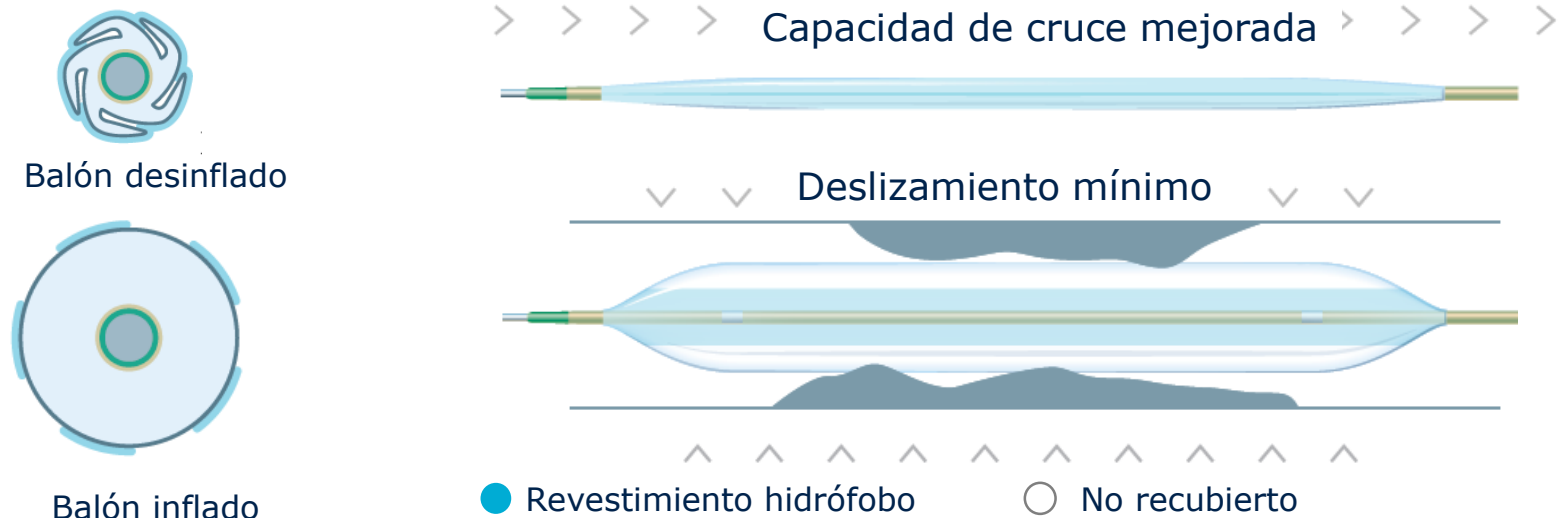 Capacidad de cruce mejorada
Balón desinflado
Deslizamiento mínimo
Balón inflado
Revestimiento hidrófobo
No recubierto